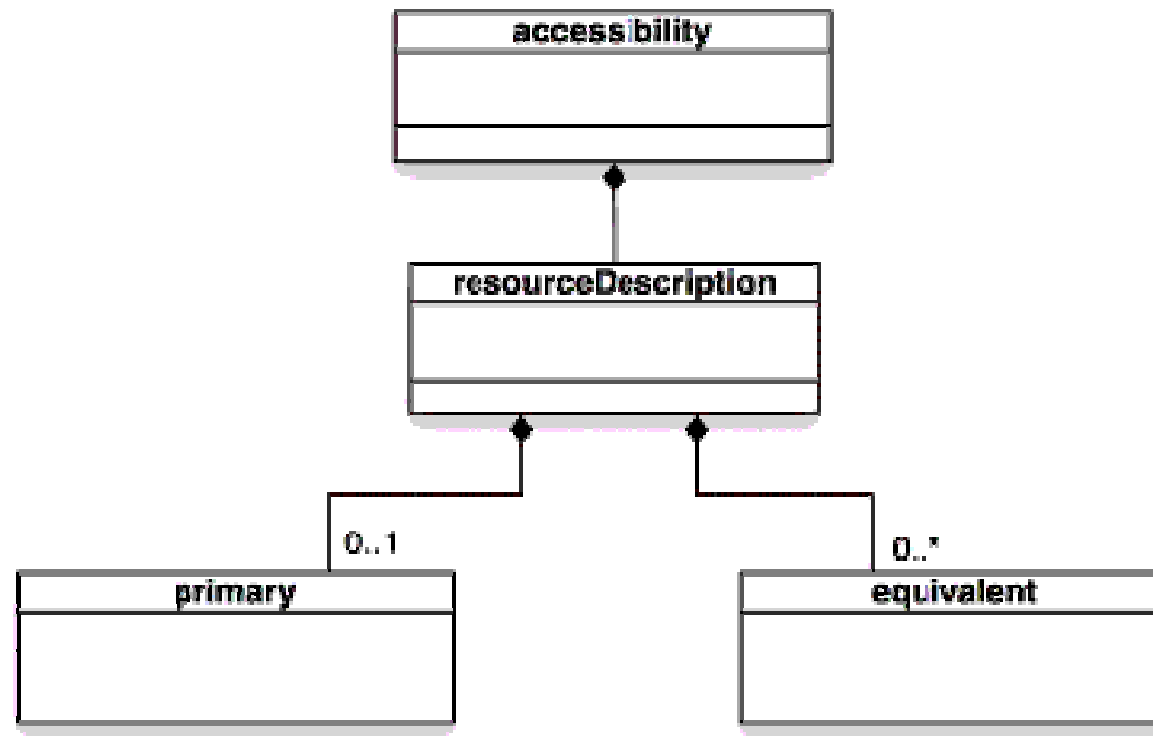 accessibility
resourceDescription
0..1
0..*
primary
equivalent